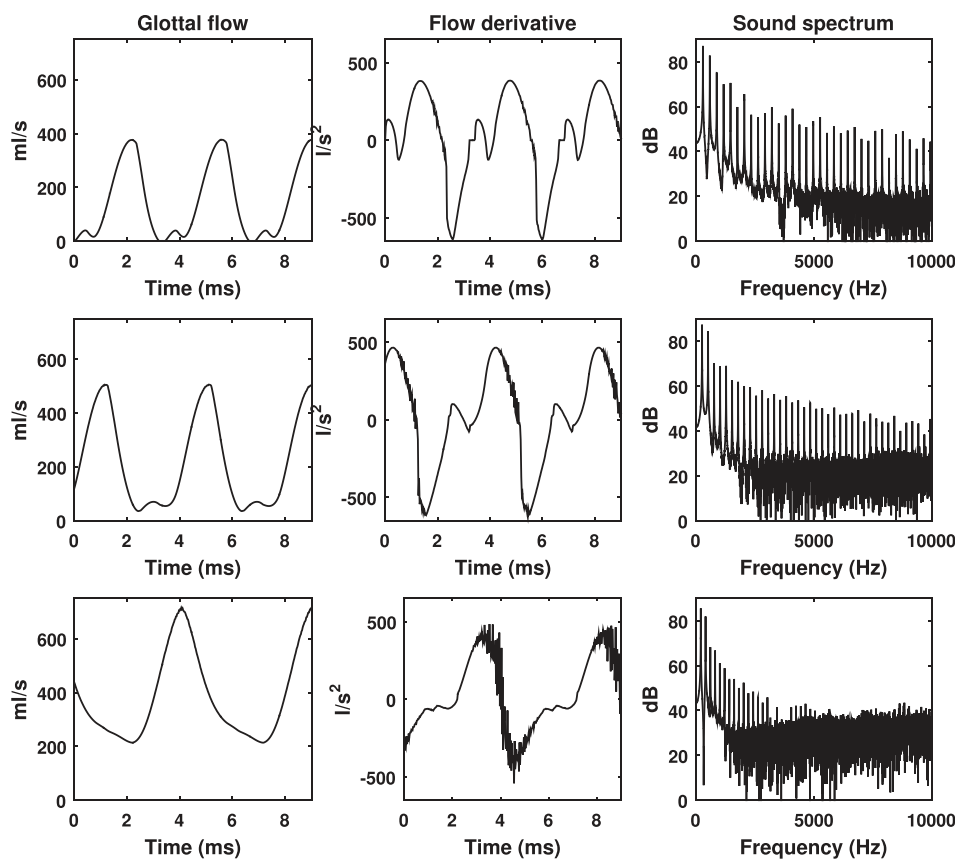 Glottal flow
Flow derivative
Sound spectrum
600
400
200
0
ml/s
0 2 4 6 8
Time (ms)
500
0
-500
l/s²
0 2 4 6 8
Time (ms)
80
60
40
20
0
dB
0 5000 10000
Frequency (Hz)
600
400
200
0
ml/s
0 2 4 6 8
Time (ms)
500
0
-500
l/s²
0 2 4 6 8
Time (ms)
80
60
40
20
0
dB
0 5000 10000
Frequency (Hz)
600
400
200
0
ml/s
0 2 4 6 8
Time (ms)
500
0
-500
l/s²
0 2 4 6 8
Time (ms)
80
60
40
20
0
dB
0 5000 10000
Frequency (Hz)